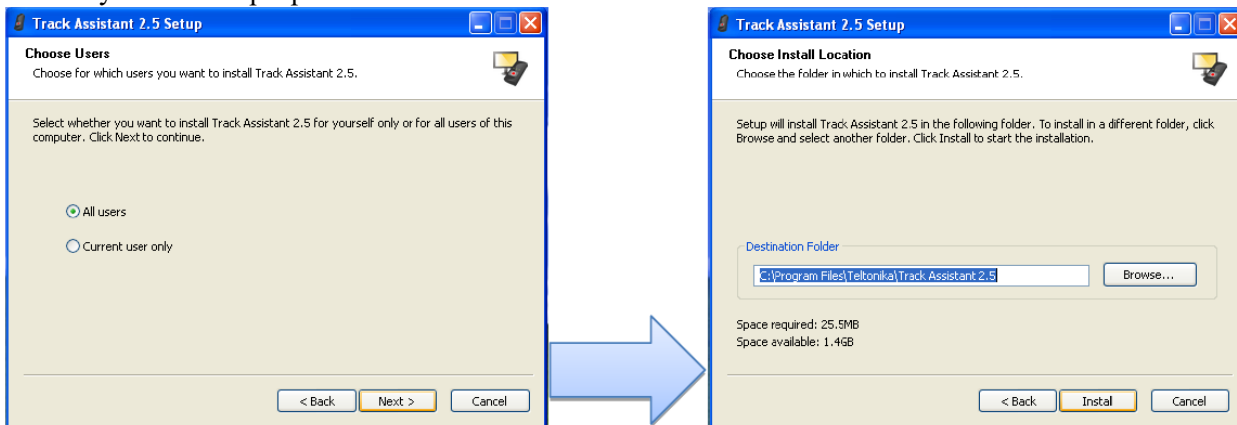 Track Assistant 2.5 Setup
Choose Users
Choose for which users you want to install Track Assistant 2.5.
Select whether you want to install Track Assistant 2.5 for yourself only or for all users of this
computer. Click Next to continue.
All users
Current user only
< Back Next > Cancel
Track Assistant 2.5 Setup
Choose Install Location
Choose the folder in which to install Track Assistant 2.5.
Setup will install Track Assistant 2.5 in the following folder. To install in a different folder, click
Browse and select another folder. Click Install to start the installation.
Destination Folder
C:\Program Files\Teltonika\Track Assistant 2.5
Browse...
Space required: 25.5MB
Space available: 1.4GB
< Back Install Cancel